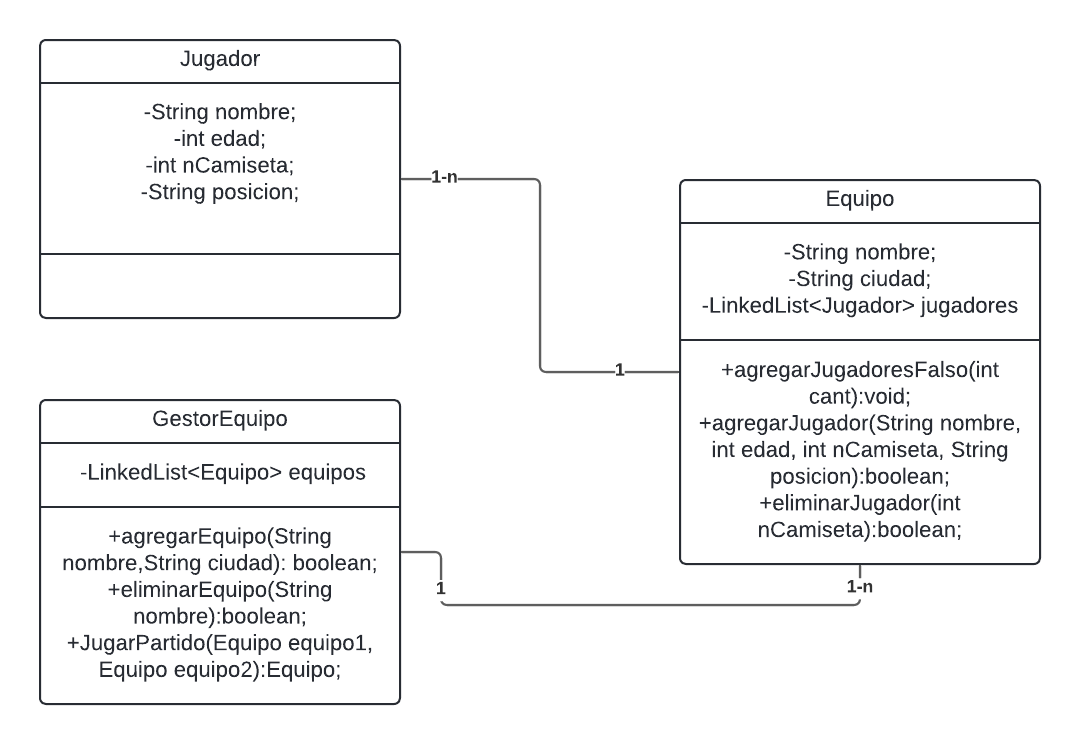 Jugador
-String nombre;
-int edad;
-int nCamiseta;
-String posicion;
1-n
Equipo
-String nombre;
-String ciudad;
-LinkedList<Jugador> jugadores
+agregarJugadoresFalso(int
cant):void;
+agregarJugador(String nombre,
int edad, int nCamiseta, String
posicion):boolean;
+eliminarJugador(int
nCamiseta):boolean;
1
GestorEquipo
-LinkedList<Equipo> equipos
+agregarEquipo(String
nombre,String ciudad): boolean;
+eliminarEquipo(String
nombre):boolean;
+JugarPartido(Equipo equipo1,
Equipo equipo2):Equipo;
1
1-n